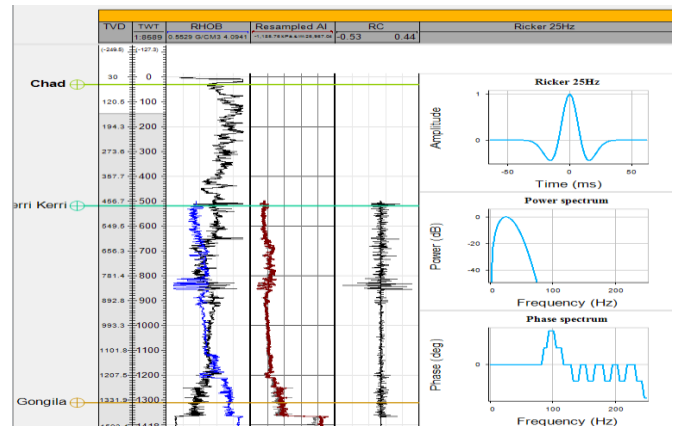 TVD TWT RHOB Resampled AI RC Ricker 25Hz
1:8689 0.5529 G/CM3 4.0941 -0.53 0.44
(-249.8) (-127.3)
30 0
Chad
120.5 100
194.3 200
273.6 300
367.7 400
466.7 500
erri Kerri
549.6 600
666.3 700
781.4 800
892.8 900
993.3 1000
1101.8 1100
1207.5 1200
1331.9 1300
Gongila
Ricker 25Hz
Amplitude
1
0
-50 0 50
Time (ms)
Power spectrum
Power (dB)
0
-20
-40
0 100 200
Frequency (Hz)
Phase spectrum
Phase (deg)
0
0 100 200
Frequency (Hz)